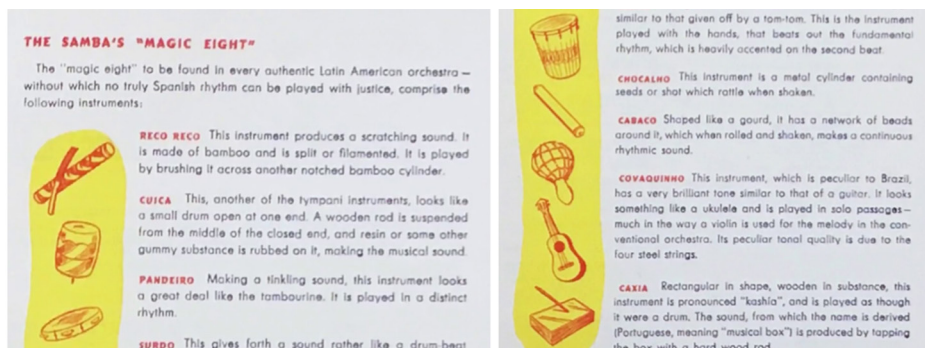 THE SAMBA'S "MAGIC EIGHT"
The "magic eight" to be found in every authentic Latin American orchestra —
without which no truly Spanish rhythm can be played with justice, comprise the
following instruments:
RECO RECO This instrument produces a scratching sound. It
is made of bamboo and is split or filamented. It is played
by brushing it across another notched bamboo cylinder.
CUICA This, another of the tympani instruments, looks like
a small drum open at one end. A wooden rod is suspended
from the middle of the closed end, and resin or some other
gummy substance is rubbed on it, making the musical sound.
PANDEIRO Making a tinkling sound, this instrument looks
a great deal like the tambourine. It is played in a distinct
rhythm.
SURDO This gives forth a sound rather like a drum-beat
similar to that given off by a tom-tom. This is the instrument
played with the hands, that beats out the fundamental
rhythm, which is heavily accented on the second beat.
CHOCALHO This instrument is a metal cylinder containing
seeds or shot which rattle when shaken.
CABACO Shaped like a gourd, it has a network of beads
around it, which when rolled and shaken, makes a continuous
rhythmic sound.
COVAQUINHO This instrument, which is peculiar to Brazil,
has a very brilliant tone similar to that of a guitar. It looks
something like a ukulele and is played in solo passages—
much in the way a violin is used for the melody in the con-
ventional orchestra. Its peculiar tonal quality is due to the
four steel strings.
CAXIA Rectangular in shape, wooden in substance, this
instrument is pronounced "kashia", and is played as though
it were a drum. The sound, from which the name is derived
(Portuguese, meaning "musical box") is produced by tapping
the box with a hard wood rod.